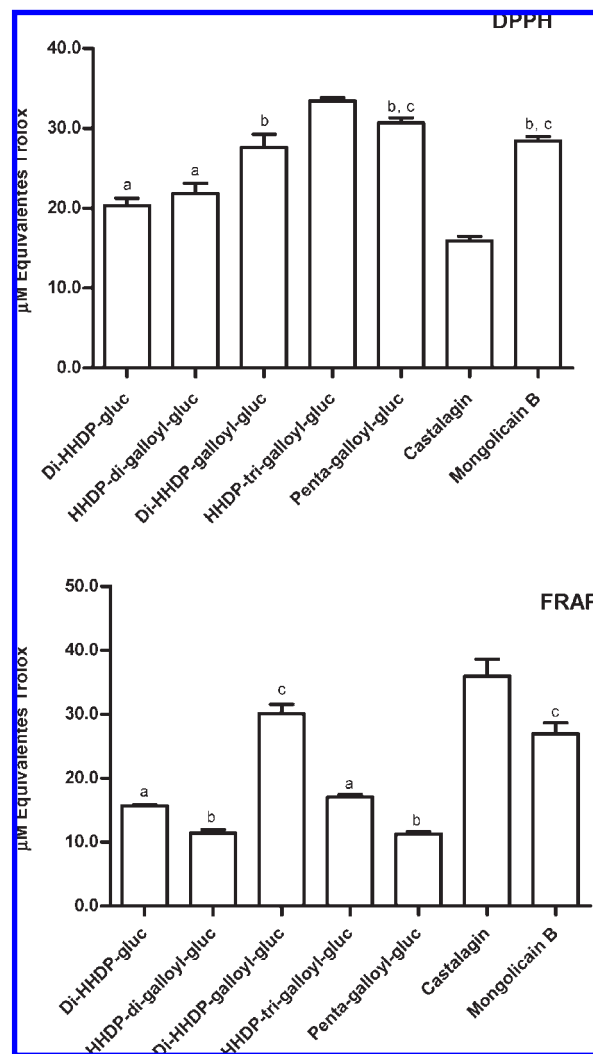 DPPH
µM Equivalentes Trolox
40.0
30.0
20.0
10.0
0.0
a
a
b
b, c
b, c
Di-HHDP-gluc
HHDP-di-galloyl-gluc
Di-HHDP-galloyl-gluc
HHDP-tri-galloyl-gluc
Penta-galloyl-gluc
Castalagin
Mongolicain B
FRAP
µM Equivalentes Trolox
50.0
40.0
30.0
20.0
10.0
0.0
a
b
c
a
b
c
Di-HHDP-gluc
HHDP-di-galloyl-gluc
Di-HHDP-galloyl-gluc
HHDP-tri-galloyl-gluc
Penta-galloyl-gluc
Castalagin
Mongolicain B